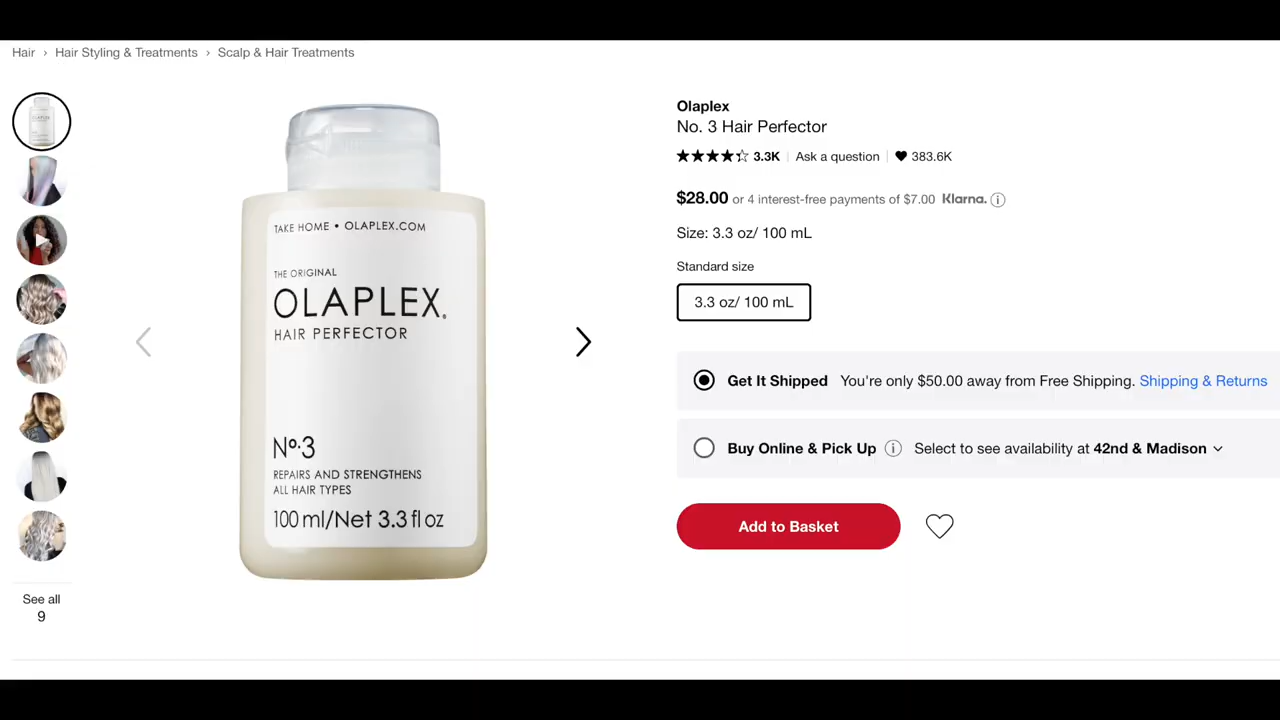 Hair › Hair Styling & Treatments › Scalp & Hair Treatments
TAKE HOME • OLAPLEX.COM
THE ORIGINAL
OLAPLEX.
HAIR PERFECTOR
Nº.3
REPAIRS AND STRENGTHENS
ALL HAIR TYPES
100 ml/Net 3.3 fl oz
See all
9
Olaplex
No. 3 Hair Perfector
3.3K Ask a question 383.6K
$28.00 or 4 interest-free payments of $7.00 Klarna.
Size: 3.3 oz/ 100 mL
Standard size
3.3 oz/ 100 mL
Get It Shipped You're only $50.00 away from Free Shipping. Shipping & Returns
Buy Online & Pick Up Select to see availability at 42nd & Madison
Add to Basket